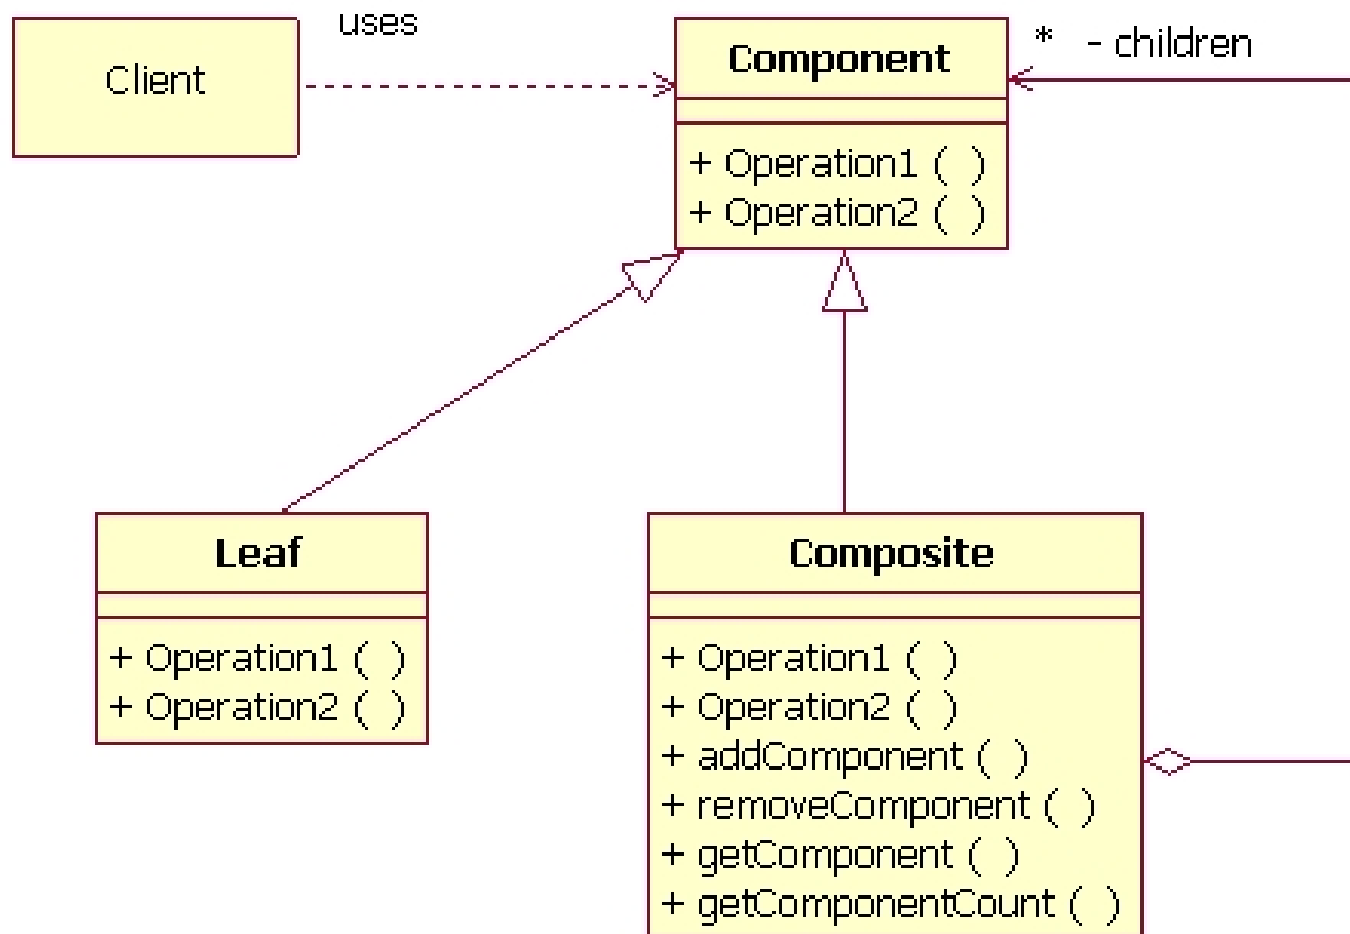 uses
Client
Component
* - children
+ Operation1 ( )
+ Operation2 ( )
Leaf
+ Operation1 ( )
+ Operation2 ( )
Composite
+ Operation1 ( )
+ Operation2 ( )
+ addComponent ( )
+ removeComponent ( )
+ getComponent ( )
+ getComponentCount ( )